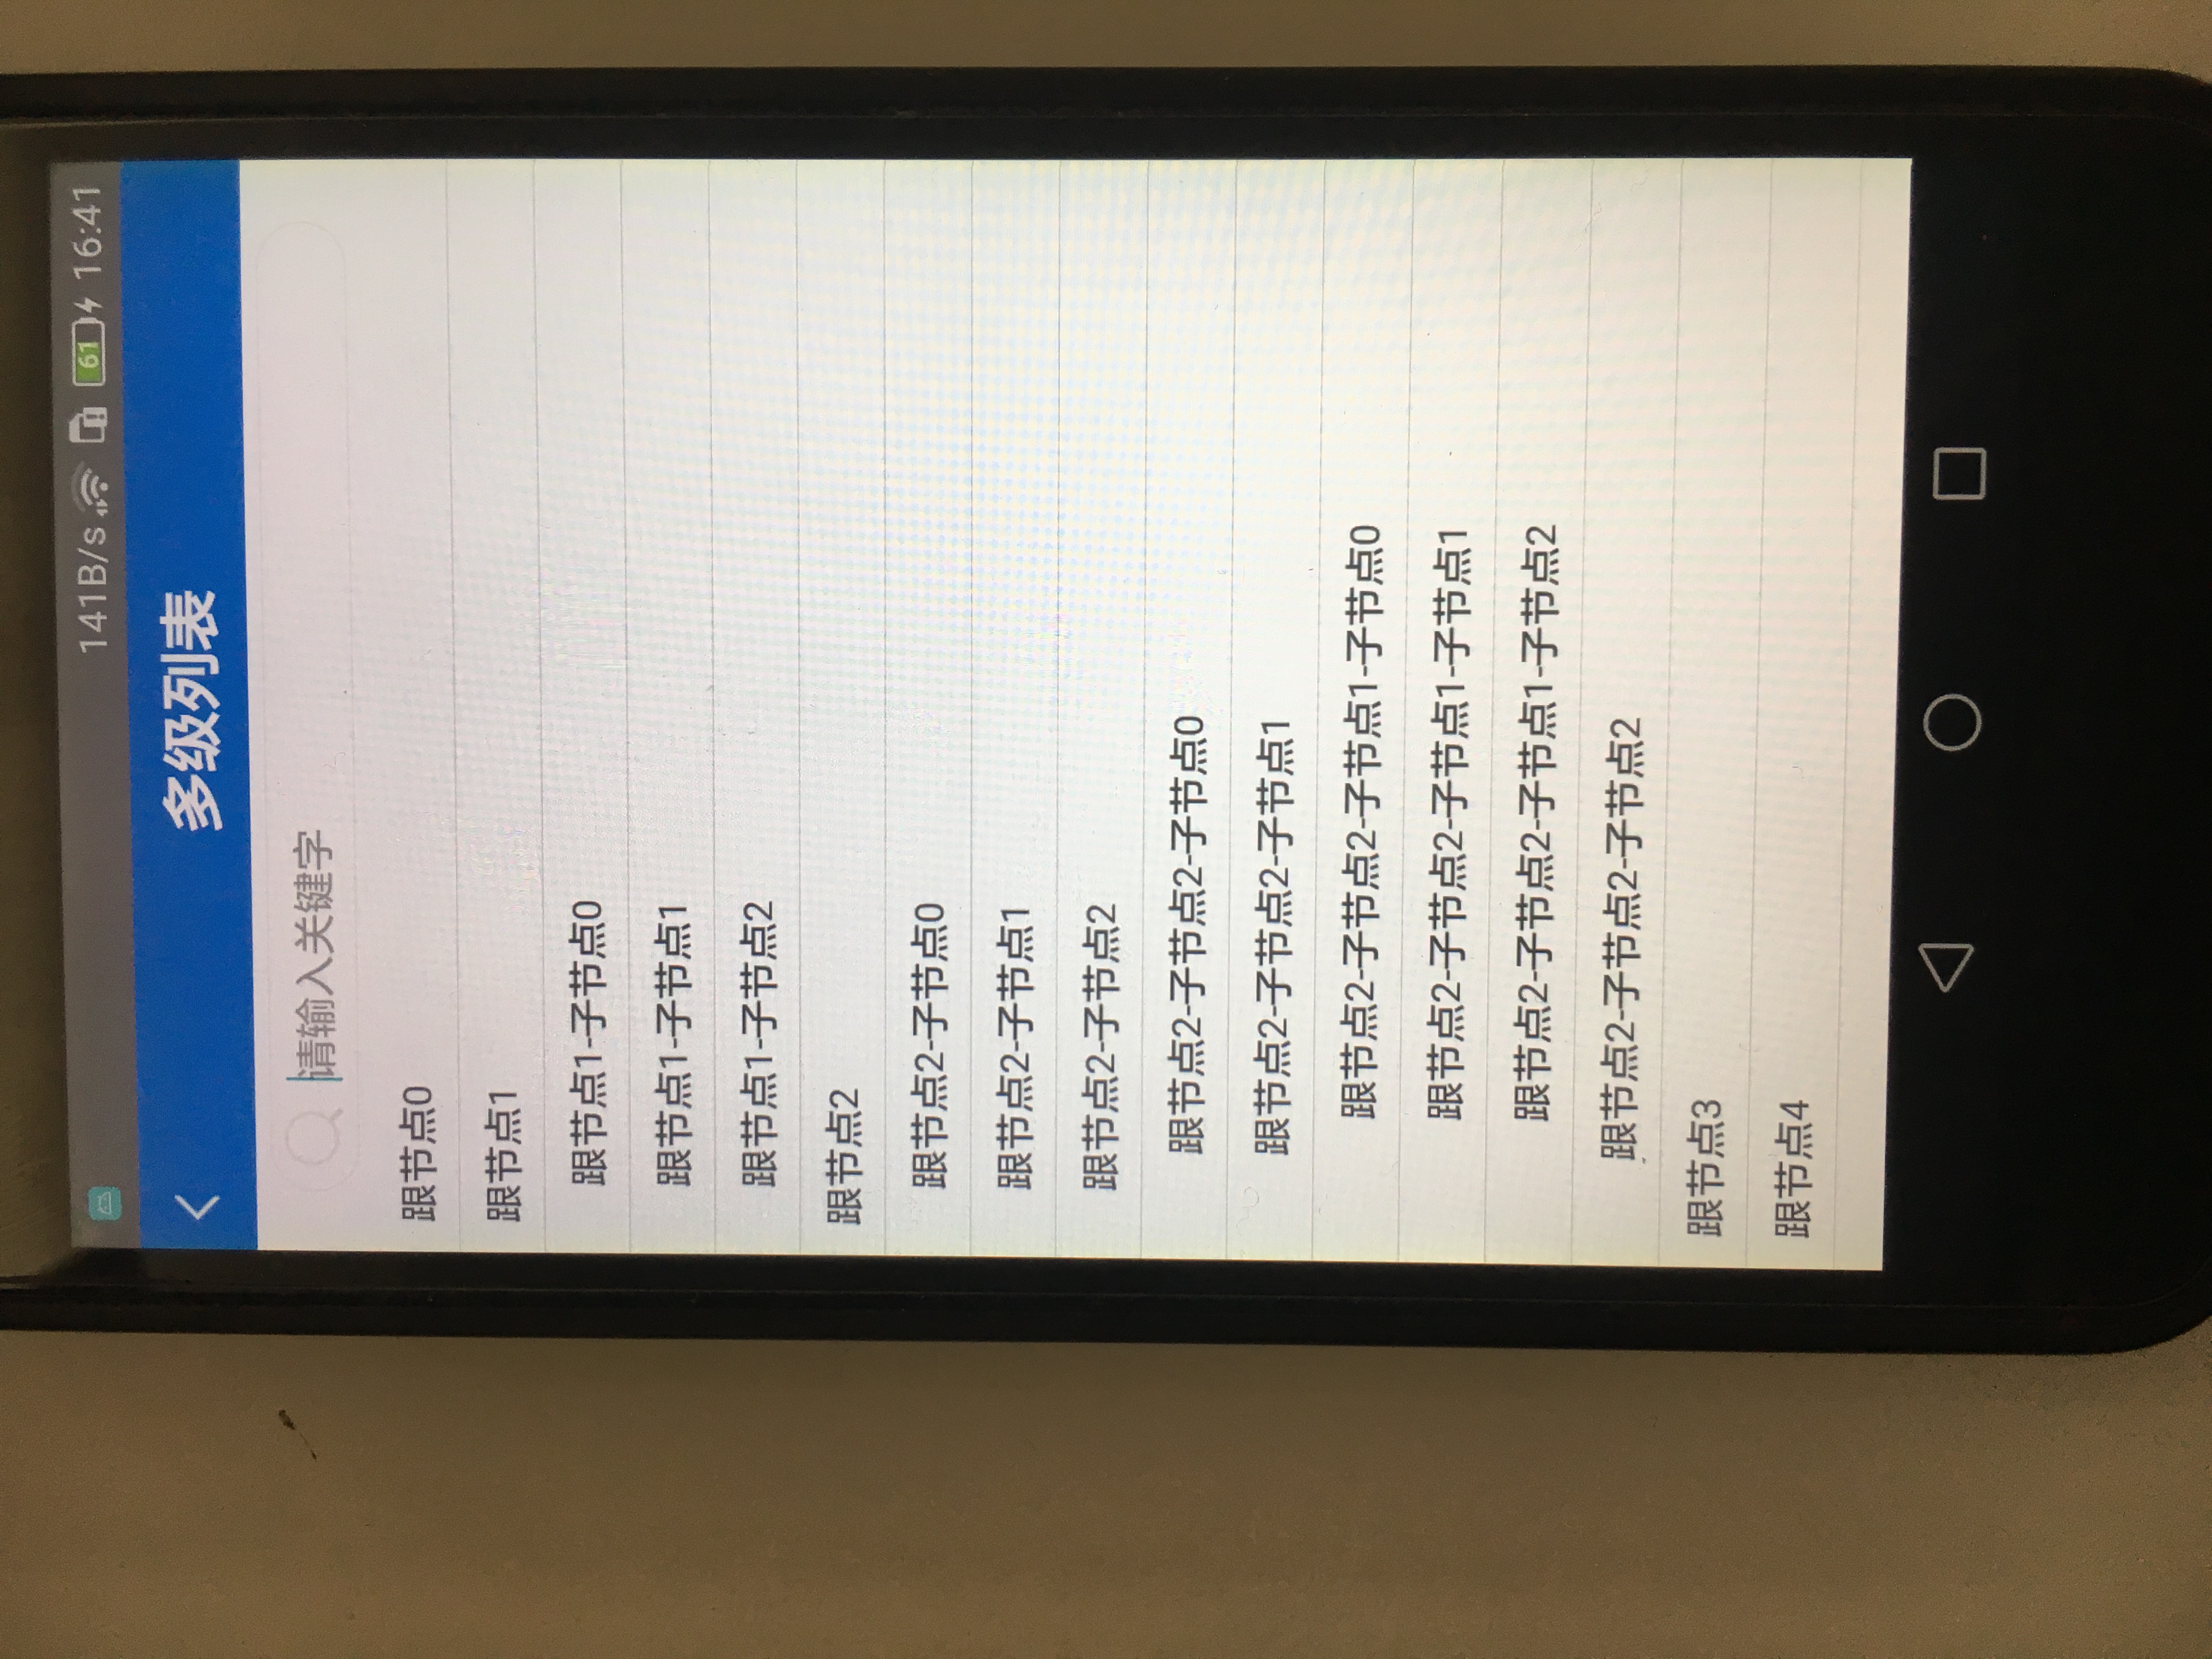 141B/s 61 16:41
多级列表
请输入关键字
跟节点0
跟节点1
跟节点1-子节点0
跟节点1-子节点1
跟节点1-子节点2
跟节点2
跟节点2-子节点0
跟节点2-子节点1
跟节点2-子节点2
跟节点2-子节点2-子节点0
跟节点2-子节点2-子节点1
跟节点2-子节点2-子节点1-子节点0
跟节点2-子节点2-子节点1-子节点1
跟节点2-子节点2-子节点1-子节点2
跟节点2-子节点2-子节点2
跟节点3
跟节点4